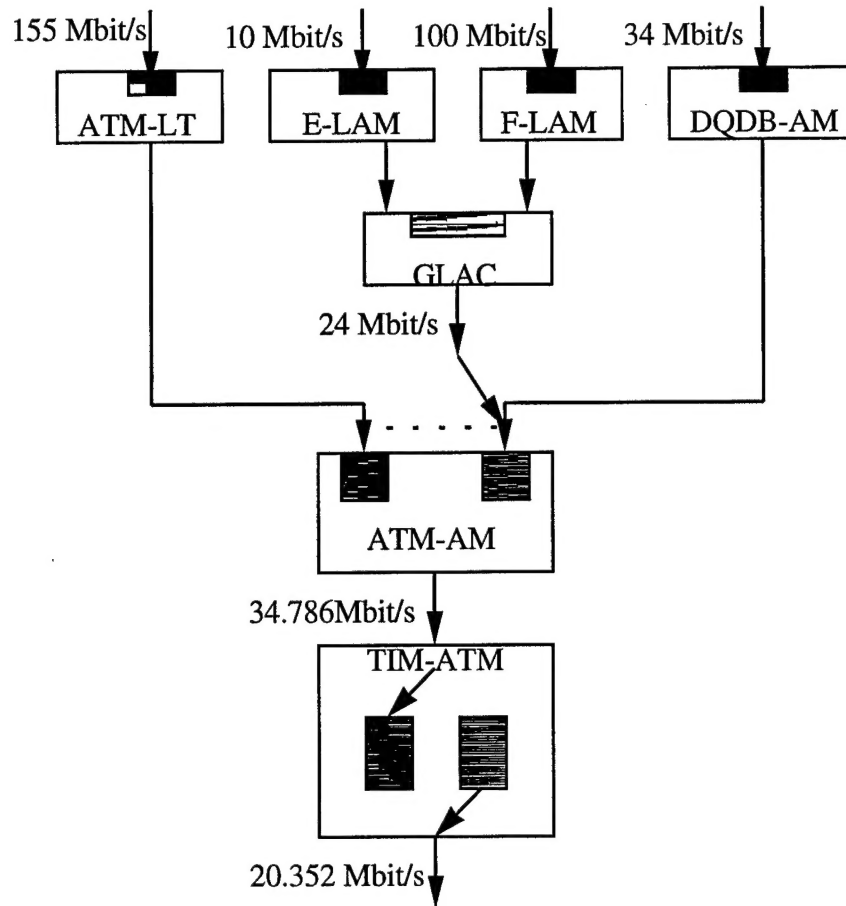 155 Mbit/s
10 Mbit/s
100 Mbit/s
34 Mbit/s
ATM-LT
E-LAM
F-LAM
DQDB-AM
GLAC
24 Mbit/s
ATM-AM
34.786Mbit/s
TIM-ATM
20.352 Mbit/s